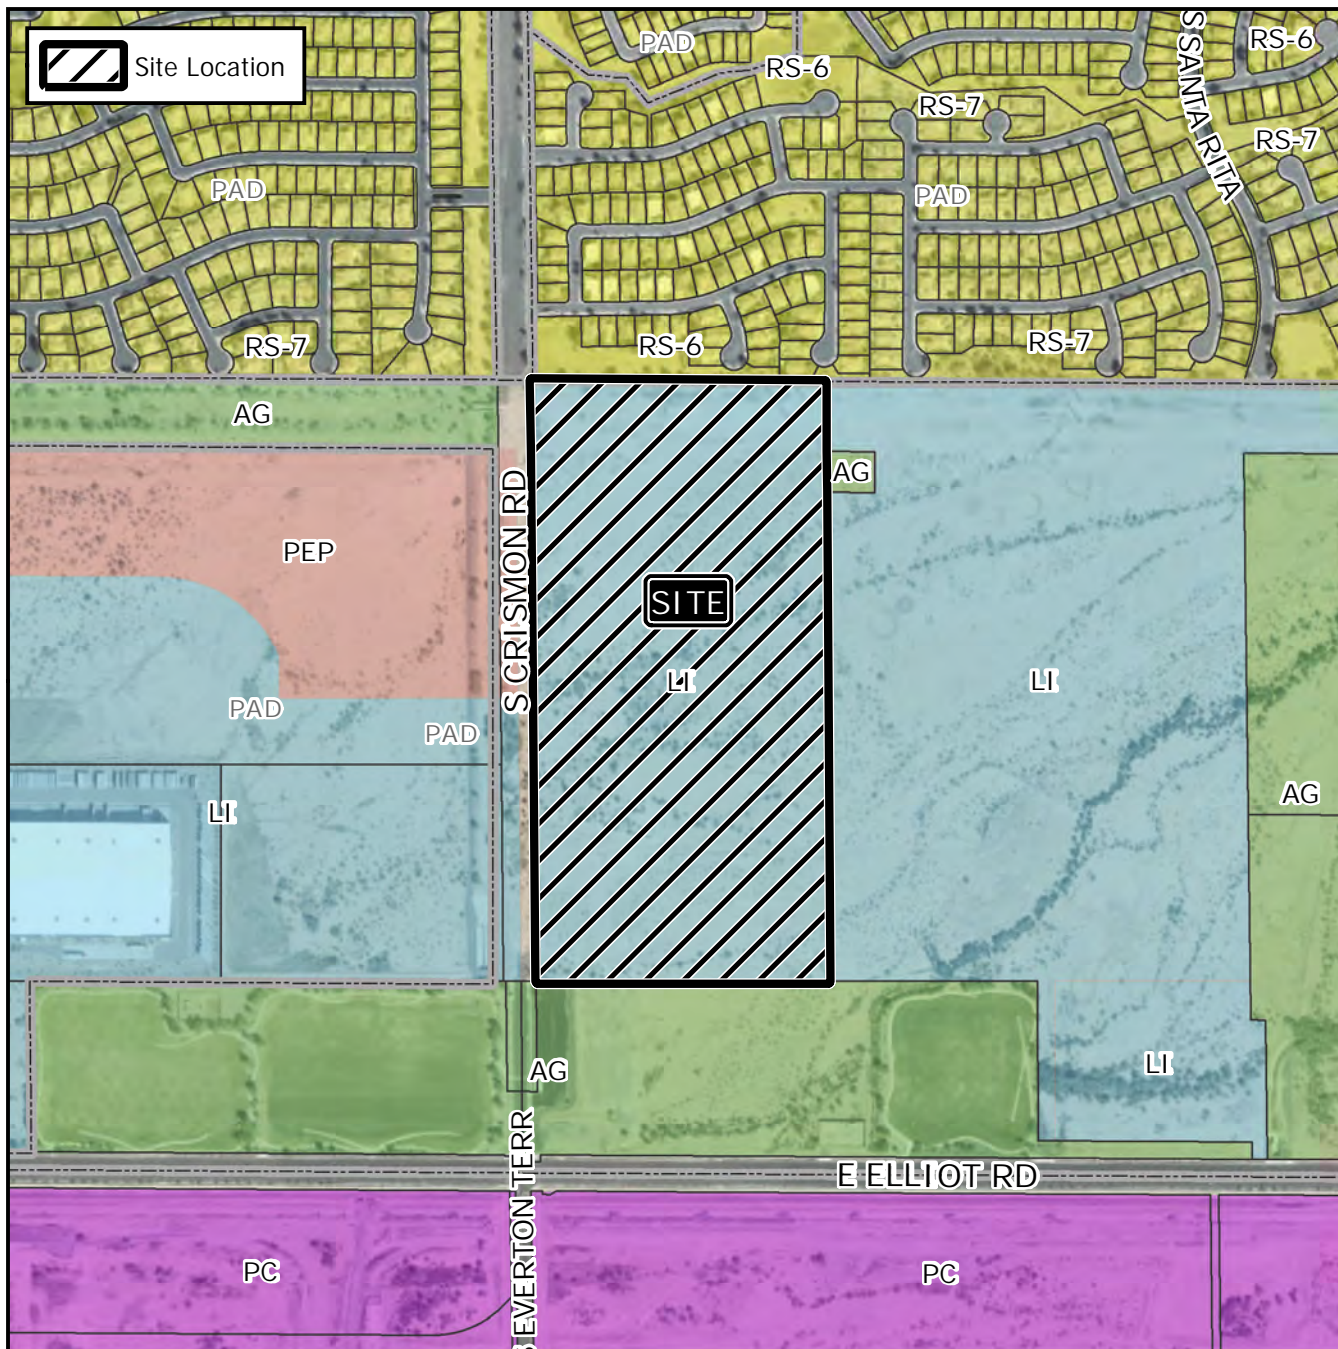 Site Location
PAD
RS-6
RS-6
RS-7
S SANTA RITA
RS-7
PAD
PAD
RS-7
RS-6
RS-7
AG
AG
S CRISMON RD
PEP
SITE
LI
LI
PAD
PAD
LI
AG
LI
AG
S EVERTON TERR
E ELLIOT RD
PC
PC